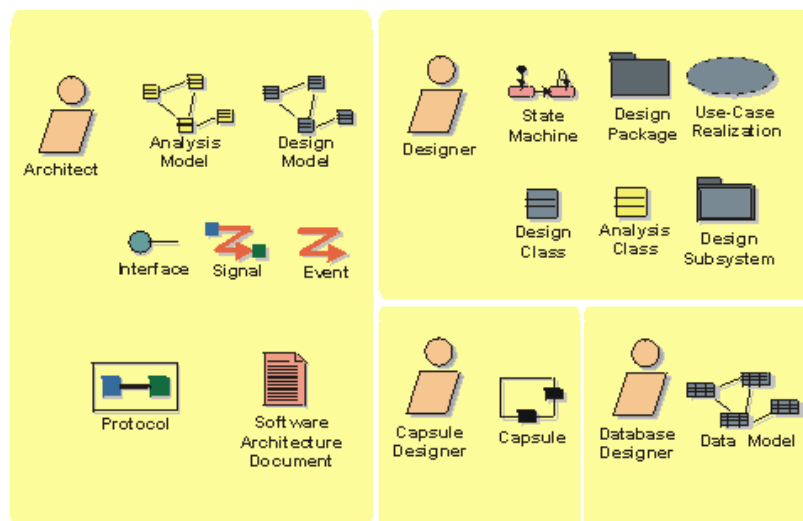 Architect
Analysis
Model
Design
Model
Interface
Signal
Event
Protocol
Software
Architecture
Document
Designer
State
Machine
Design
Package
Use-Case
Realization
Design
Class
Analysis
Class
Design
Subsystem
Capsule
Designer
Capsule
Database
Designer
Data Model